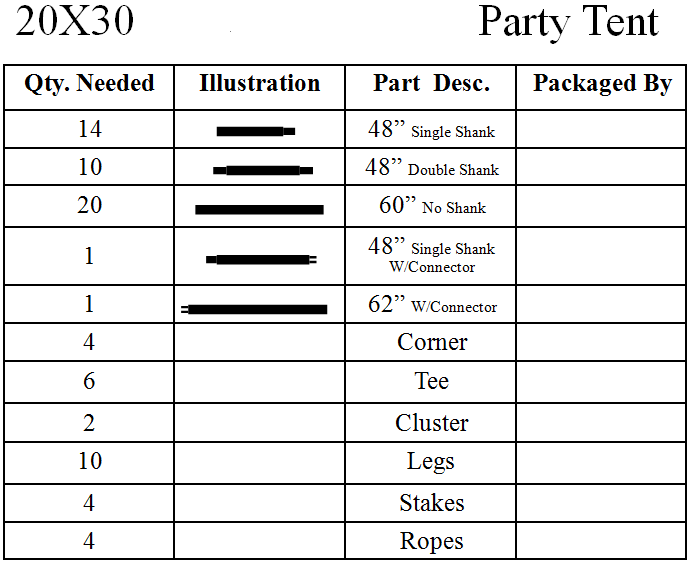 20X30 Party Tent
Qty. Needed Illustration Part Desc. Packaged By
14 48” Single Shank
10 48” Double Shank
20 60” No Shank
1 48” Single Shank
W/Connector
1 62” W/Connector
4 Corner
6 Tee
2 Cluster
10 Legs
4 Stakes
4 Ropes